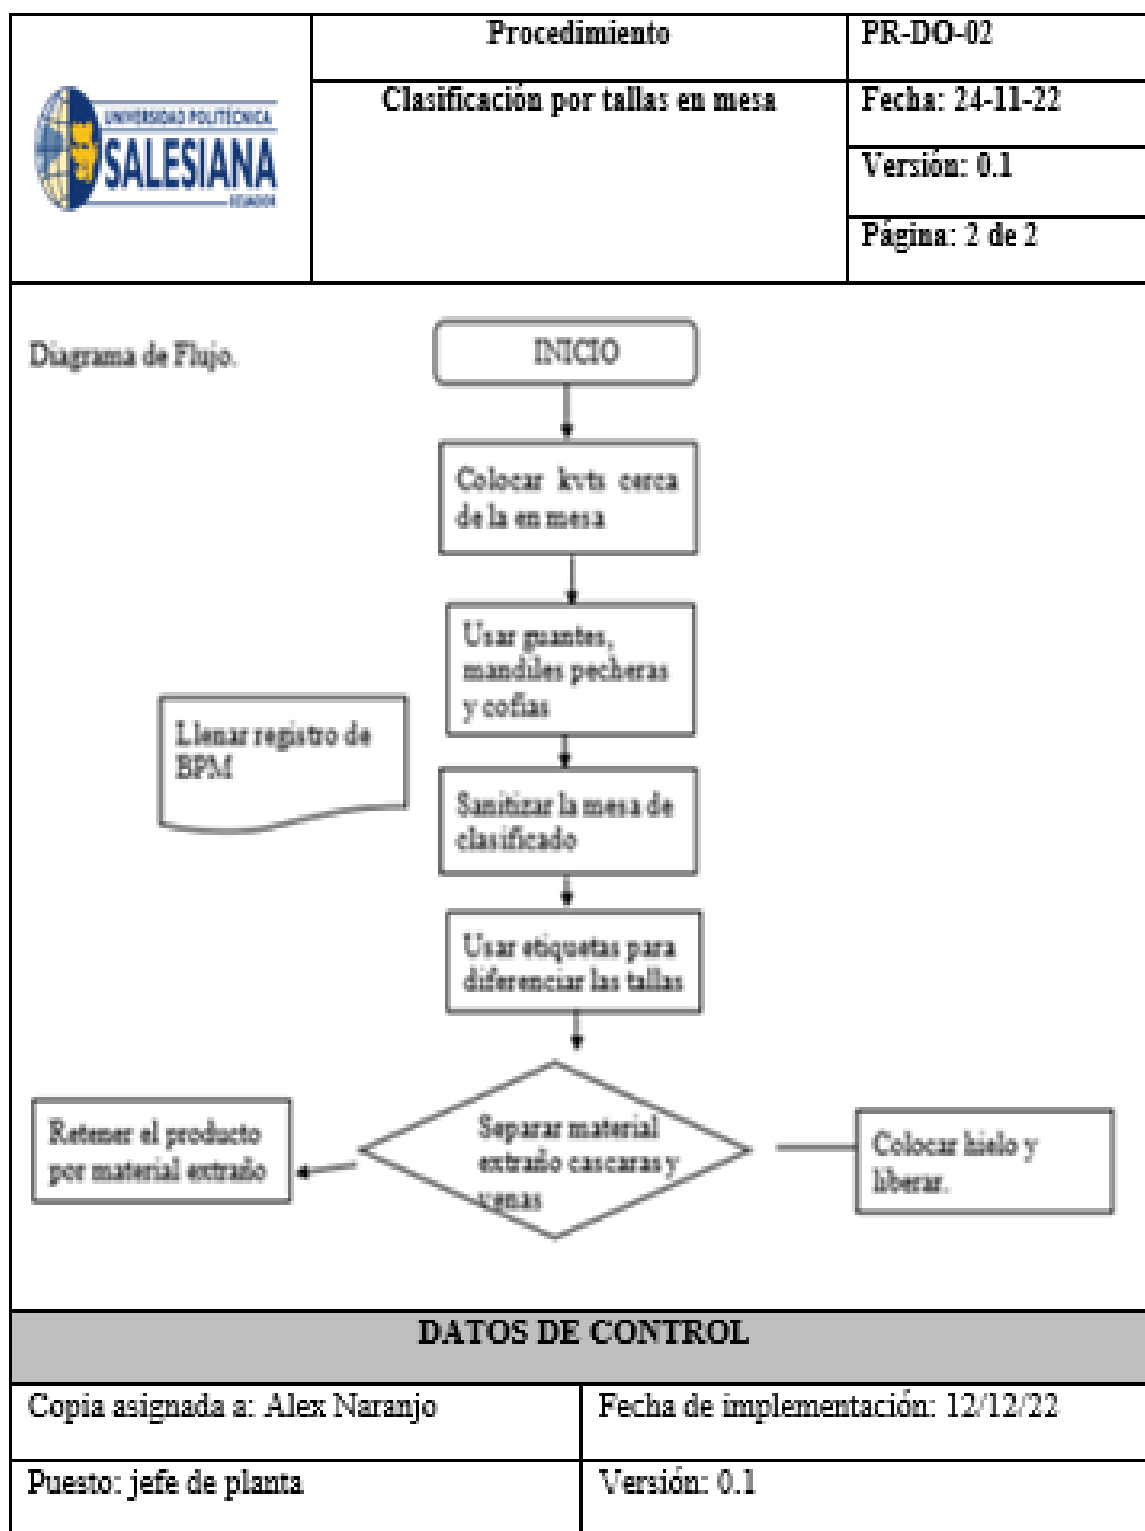 UNIVERSIDAD POLITÉCNICA
SALESIANA
ECUADOR
Procedimiento
PR-DO-02
Clasificación por tallas en mesa
Fecha: 24-11-22
Versión: 0.1
Página: 2 de 2
Diagrama de Flujo.
INICIO
Colocar kvts cerca
de la en mesa
Usar guantes,
mandiles pecheras
y cofias
Llenar registro de
BPM
Sanitizar la mesa de
clasificado
Usar etiquetas para
diferenciar las tallas
Separar material
extraño cascaras y
venas
Retener el producto
por material extraño
Colocar hielo y
liberar.
DATOS DE CONTROL
Copia asignada a: Alex Naranjo
Fecha de implementación: 12/12/22
Puesto: jefe de planta
Versión: 0.1